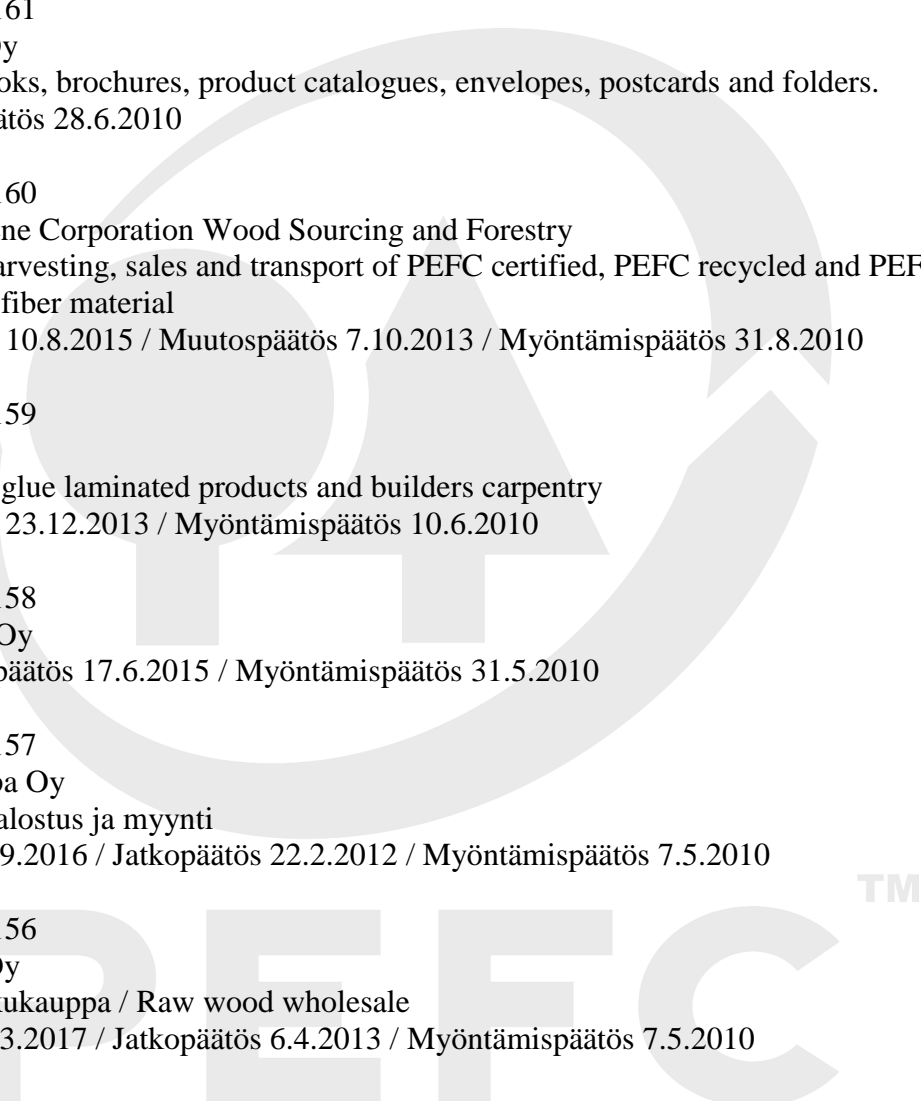 161
Oy
oks, brochures, product catalogues, envelopes, postcards and folders.
ätös 28.6.2010
160
ne Corporation Wood Sourcing and Forestry
arvesting, sales and transport of PEFC certified, PEFC recycled and PEF
fiber material
10.8.2015 / Muutospäätös 7.10.2013 / Myöntämispäätös 31.8.2010
159
glue laminated products and builders carpentry
23.12.2013 / Myöntämispäätös 10.6.2010
158
Oy
päätös 17.6.2015 / Myöntämispäätös 31.5.2010
157
pa Oy
alostus ja myynti
9.2016 / Jatkopäätös 22.2.2012 / Myöntämispäätös 7.5.2010
156
Oy
kukauppa / Raw wood wholesale
3.2017 / Jatkopäätös 6.4.2013 / Myöntämispäätös 7.5.2010
PEFC TM